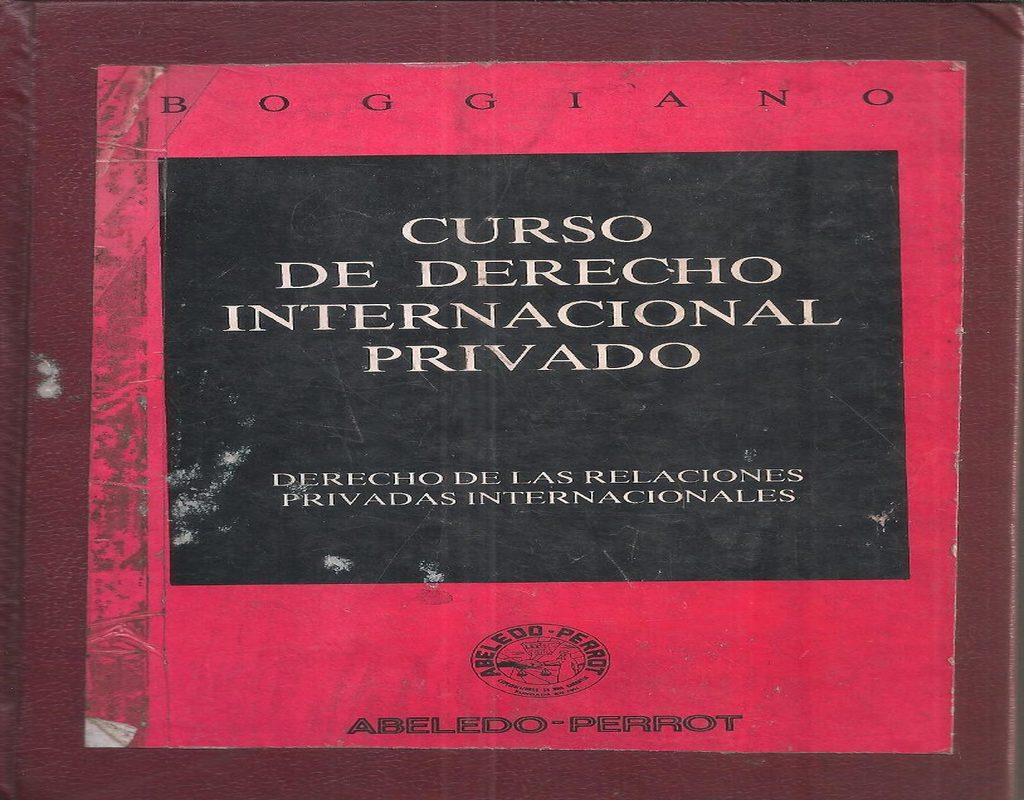 BOGGIANO
CURSO
DE DERECHO
INTERNACIONAL
PRIVADO
DERECHO DE LAS RELACIONES
PRIVADAS INTERNACIONALES
ABELEDO-PERROT
ABELEDO-PERROT